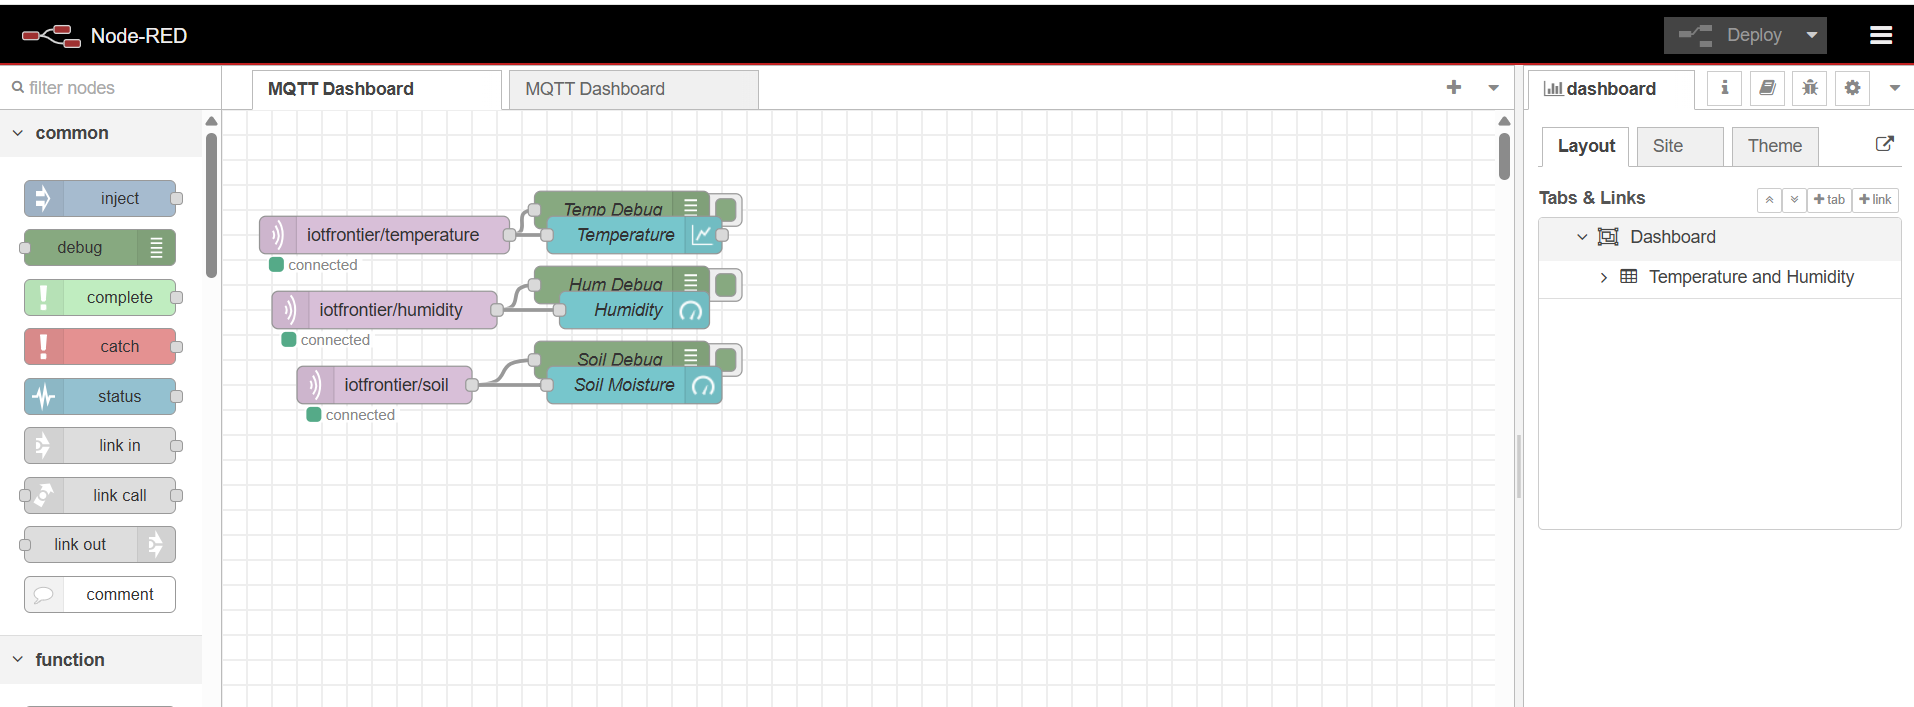 Node-RED
Deploy
filter nodes
MQTT Dashboard
MQTT Dashboard
dashboard
common
inject
debug
complete
catch
status
link in
link call
link out
comment
function
Temp Debug
iotfrontier/temperature
Temperature
connected
Hum Debug
iotfrontier/humidity
Humidity
connected
Soil Debug
iotfrontier/soil
Soil Moisture
connected
Layout
Site
Theme
Tabs & Links
tab
link
Dashboard
Temperature and Humidity